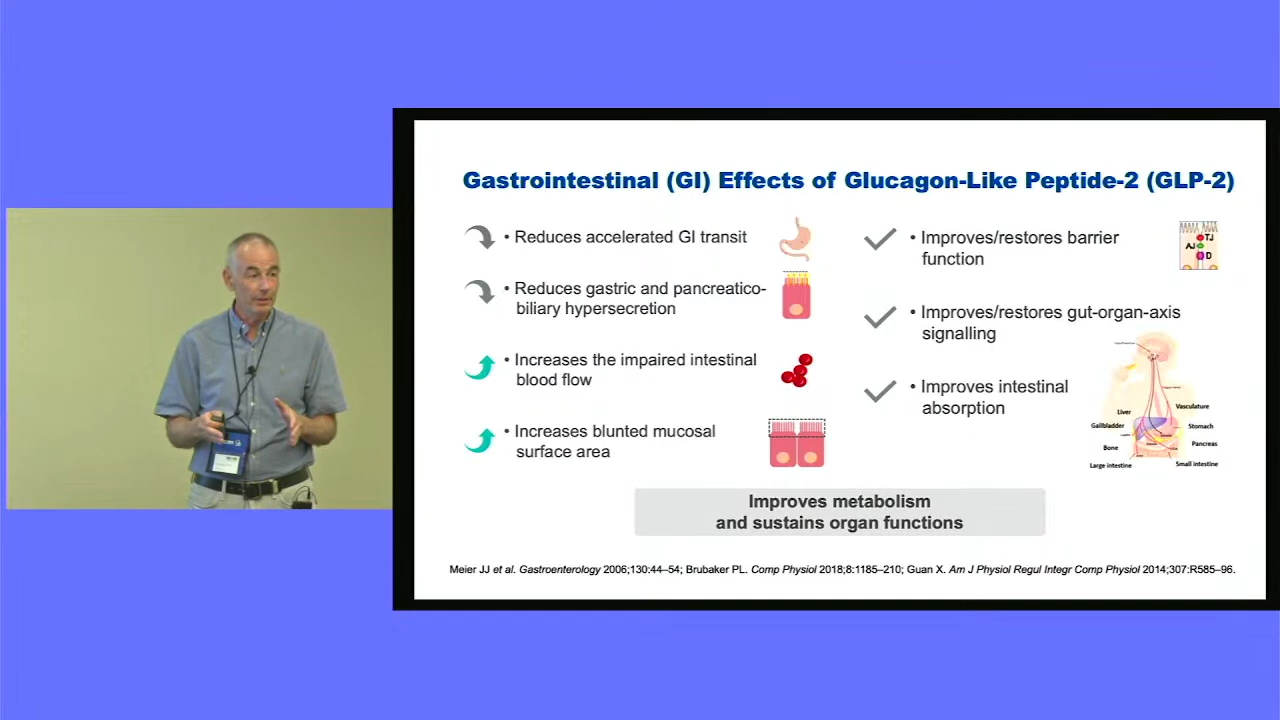 Gastrointestinal (GI) Effects of Glucagon-Like Peptide-2 (GLP-2)
• Reduces accelerated GI transit
• Reduces gastric and pancreatico-
biliary hypersecretion
• Increases the impaired intestinal
blood flow
• Increases blunted mucosal
surface area
• Improves/restores barrier
function
TJ
AJ
D
• Improves/restores gut-organ-axis
signalling
• Improves intestinal
absorption
Liver
Vasculature
Gallbladder
Stomach
Bone
Pancreas
Large intestine
Small intestine
Improves metabolism
and sustains organ functions
Meier JJ et al. Gastroenterology 2006;130:44–54; Brubaker PL. Comp Physiol 2018;8:1185–210; Guan X. Am J Physiol Regul Integr Comp Physiol 2014;307:R585–96.